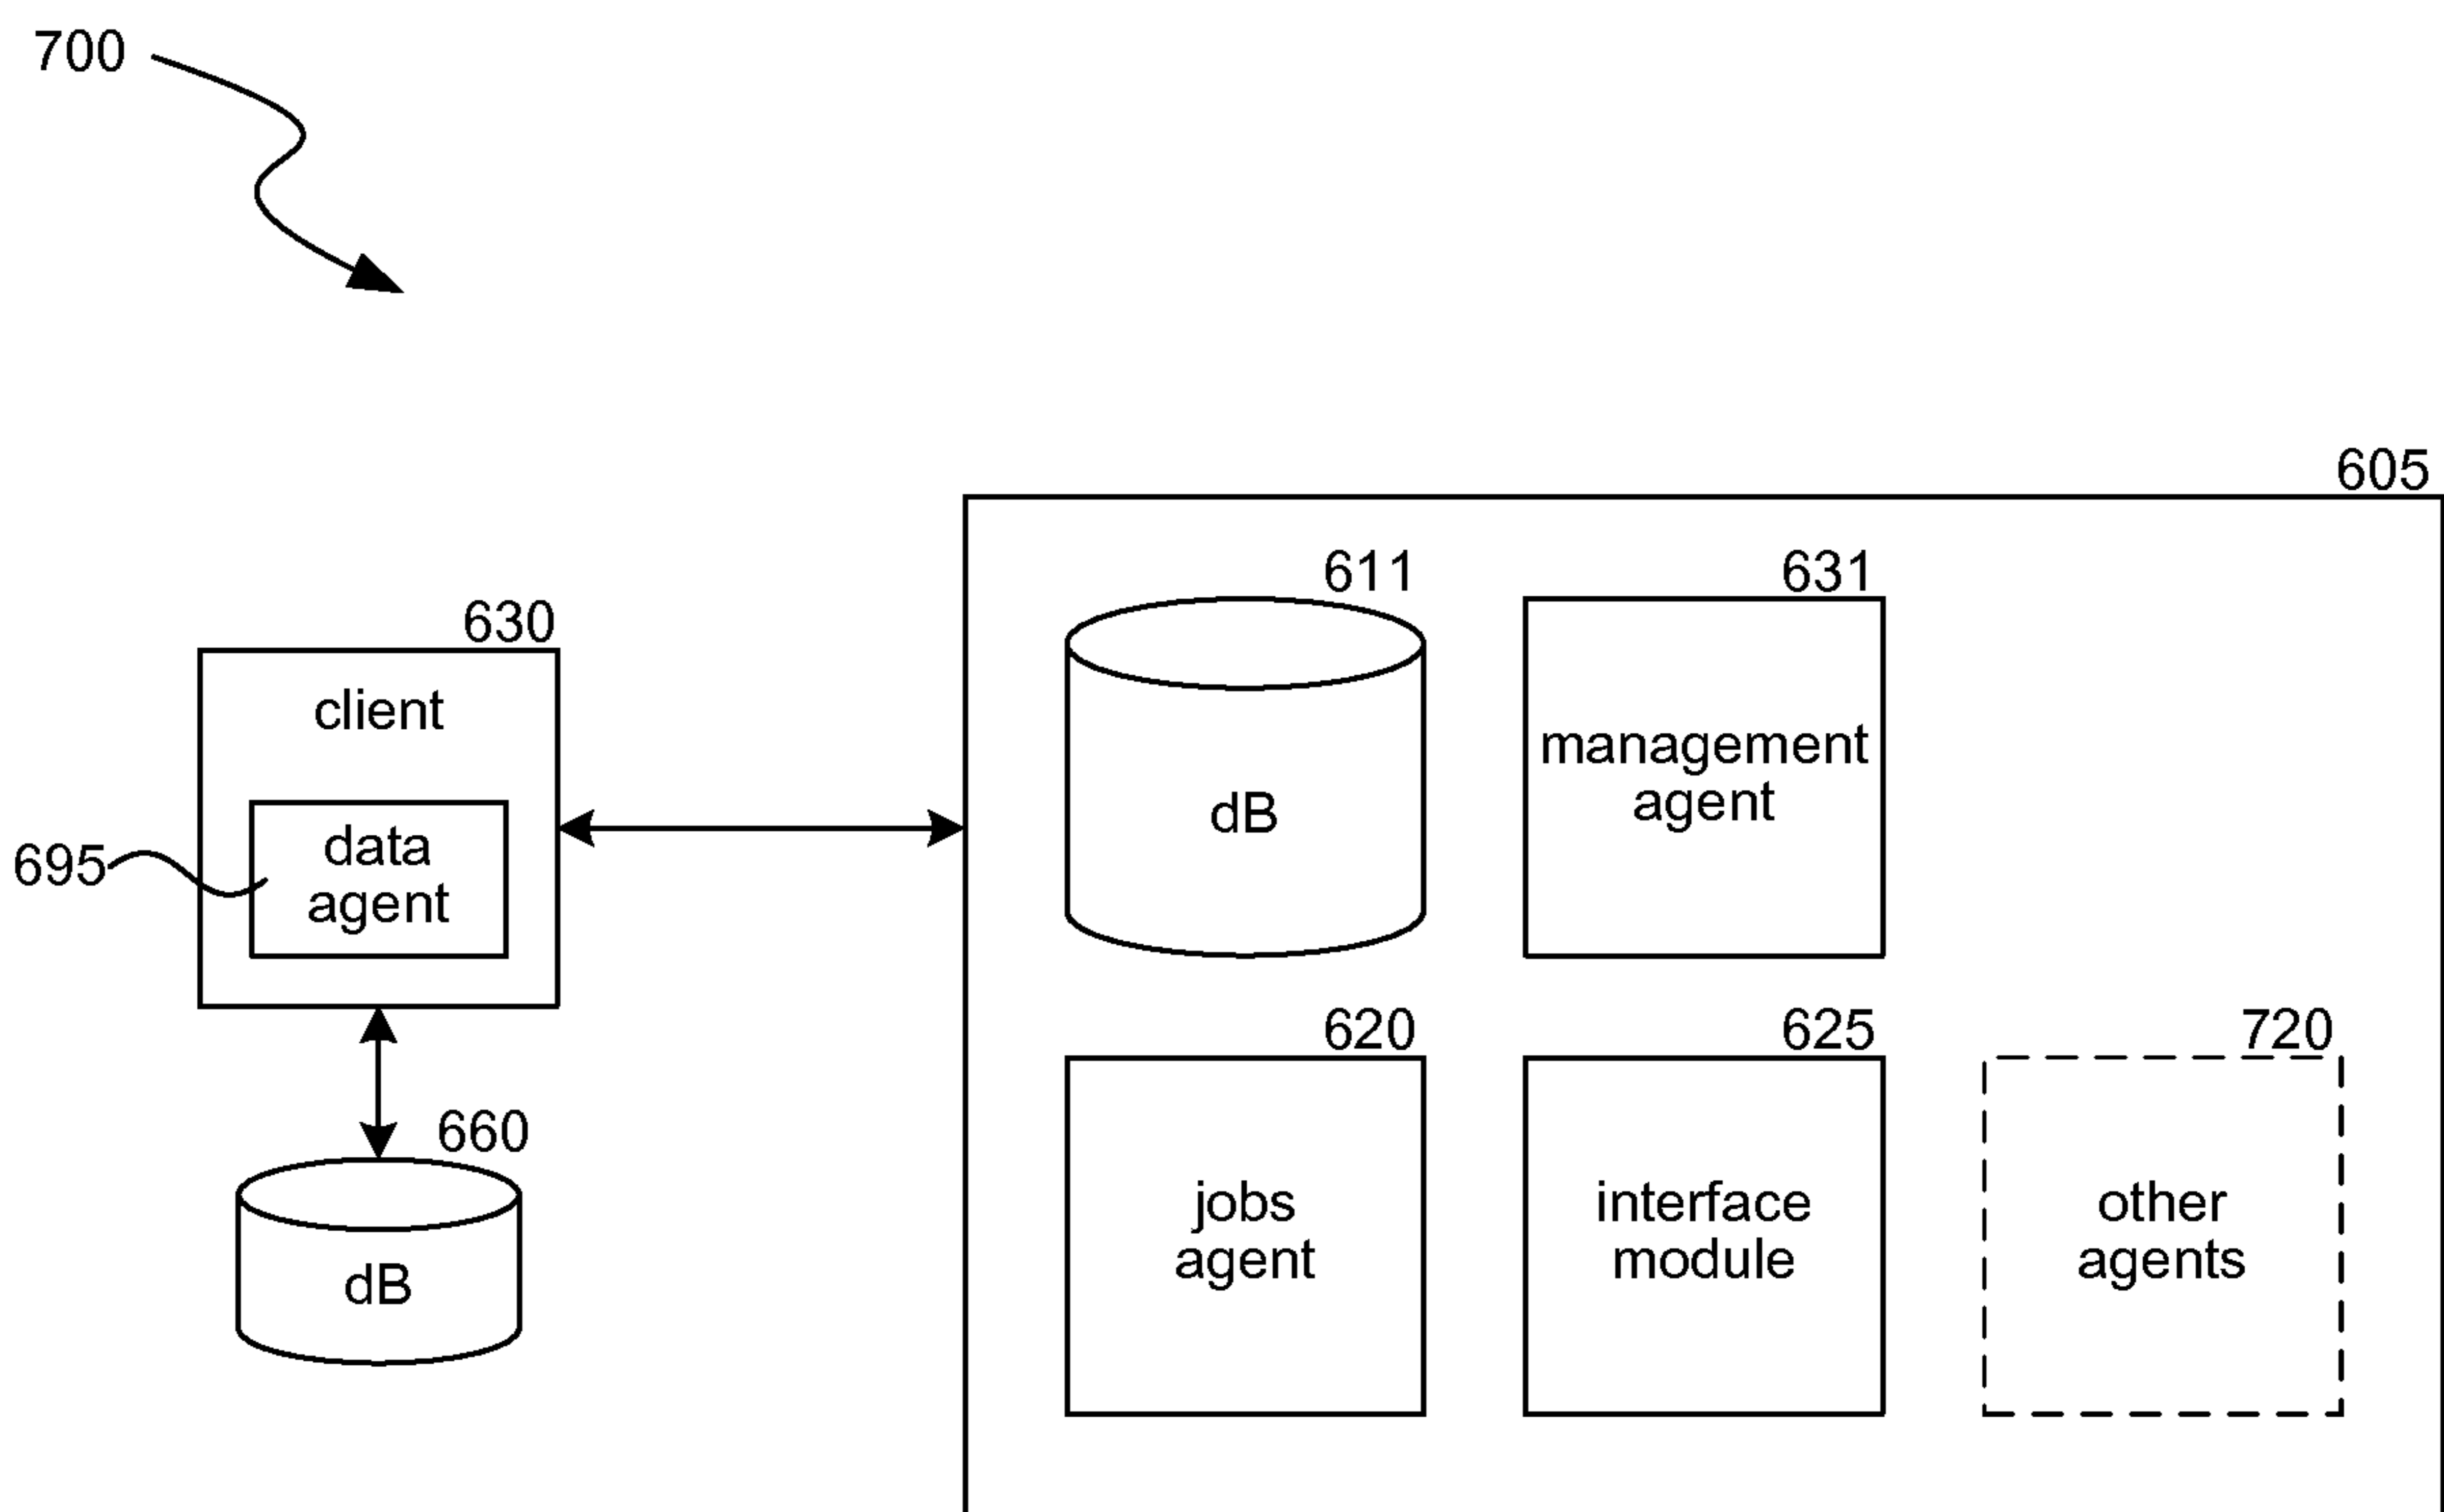 700
605
611
631
630
client
management
agent
dB
data
agent
695
620
625
720
660
jobs
agent
interface
module
other
agents
dB